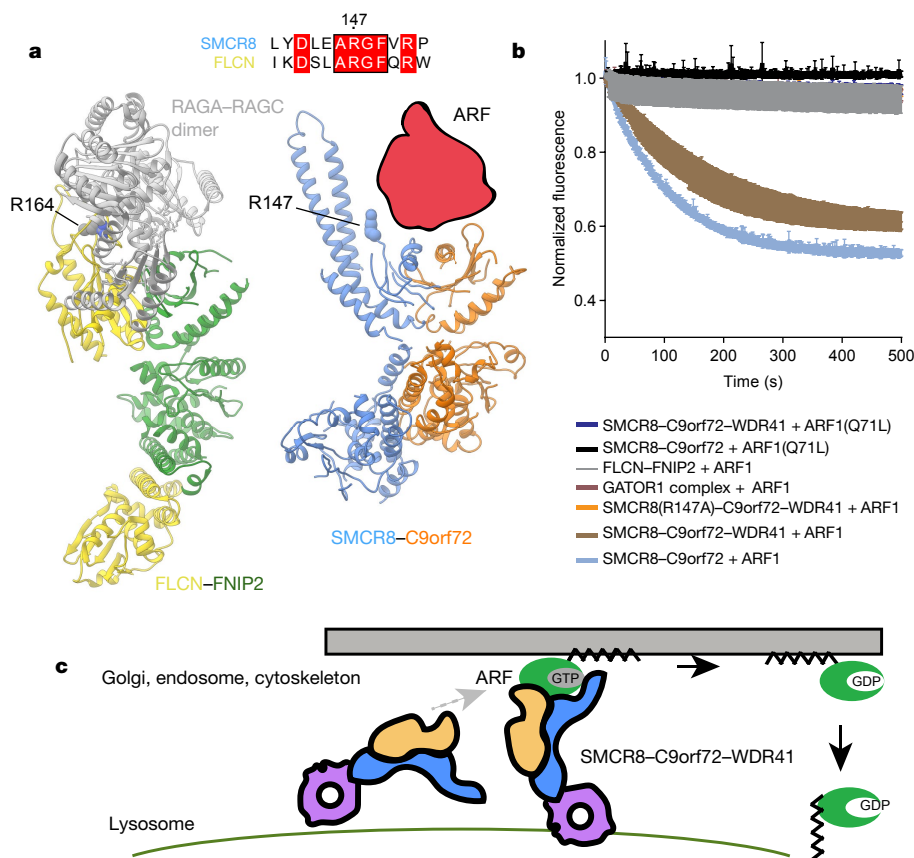 a
147
SMCR8 L Y D L E A R G F V R P
FLCN I K D S L A R G F Q R W
RAGA–RAGC
dimer
R164
FLCN–FNIP2
ARF
R147
SMCR8–C9orf72
b
Normalized fluorescence
1.0
0.8
0.6
0.4
0 100 200 300 400 500
Time (s)
SMCR8–C9orf72–WDR41 + ARF1(Q71L)
SMCR8–C9orf72 + ARF1(Q71L)
FLCN–FNIP2 + ARF1
GATOR1 complex + ARF1
SMCR8(R147A)–C9orf72–WDR41 + ARF1
SMCR8–C9orf72–WDR41 + ARF1
SMCR8–C9orf72 + ARF1
c
Golgi, endosome, cytoskeleton
ARF
GTP
GDP
SMCR8–C9orf72–WDR41
GDP
Lysosome